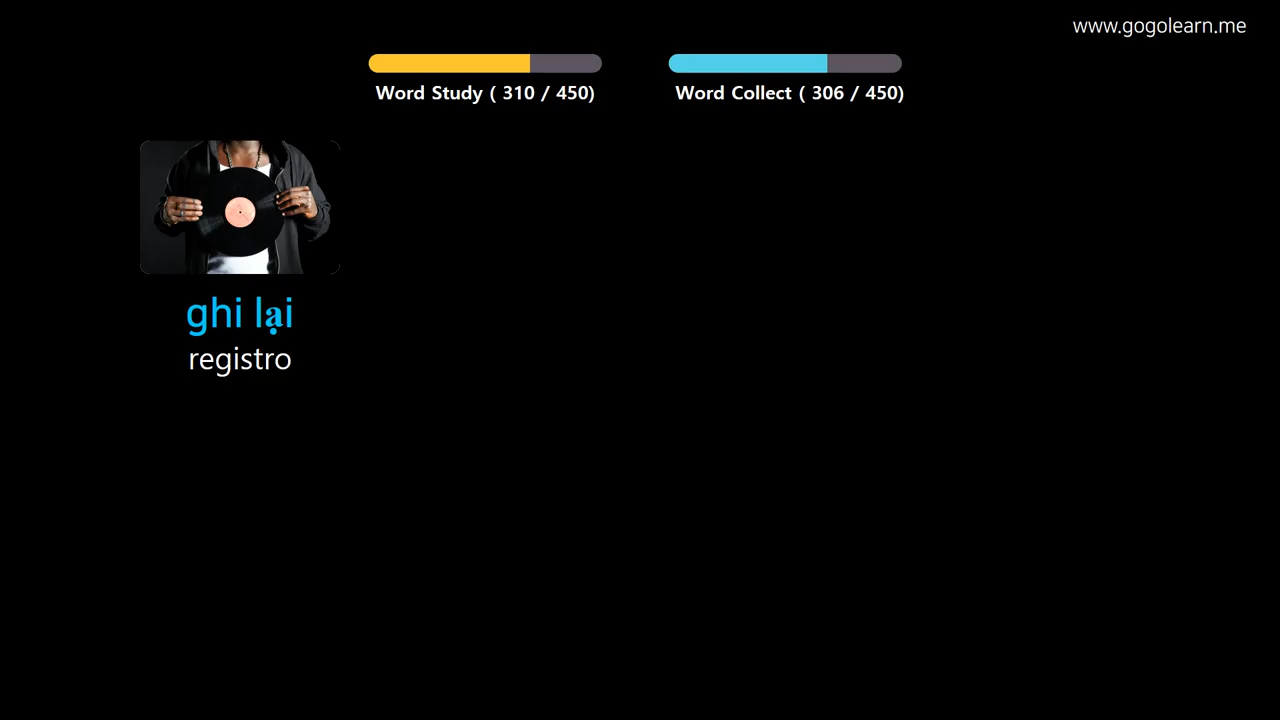 www.gogolearn.me
Word Study ( 310 / 450)
Word Collect ( 306 / 450)
ghi lại
registro